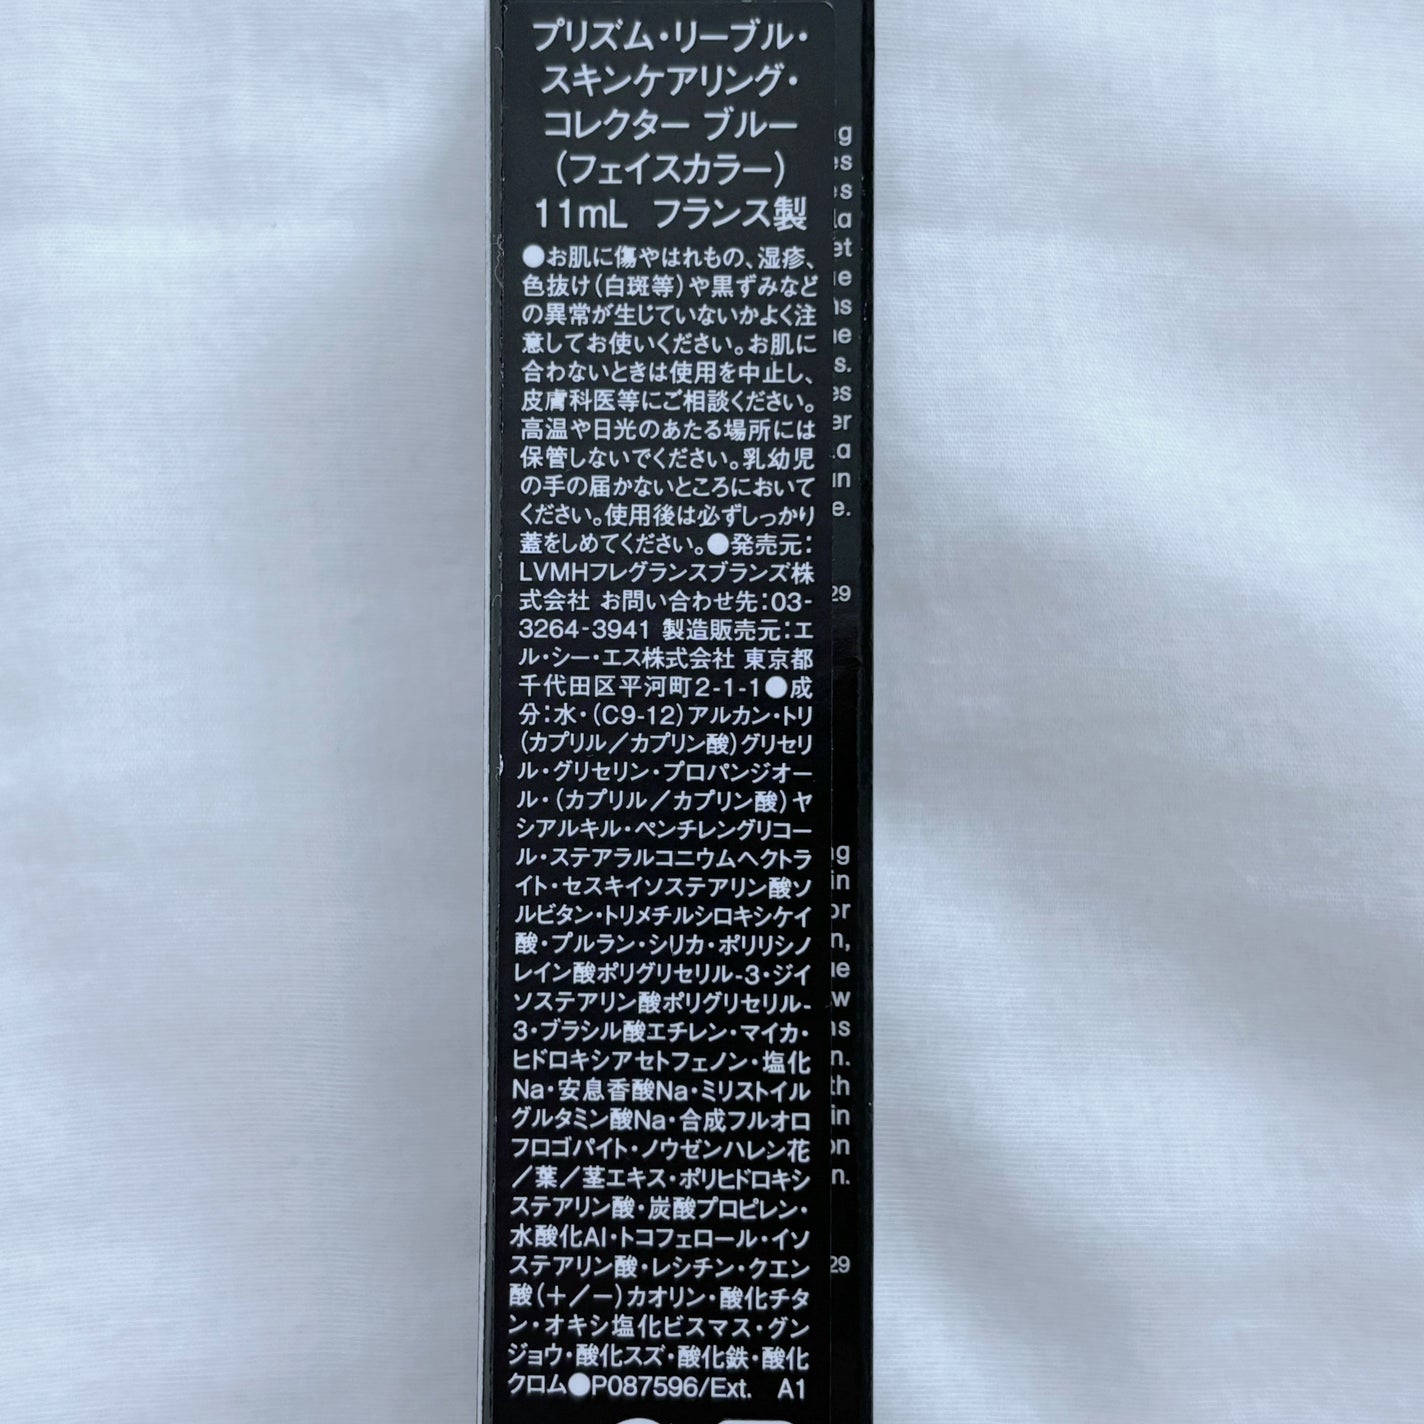 プリズム・リーブル・
スキンケアリング・
コレクター ブルー
（フェイスカラー）
11mL フランス製
●お肌に傷やはれもの、湿疹、
色抜け（白斑等）や黒ずみなど
の異常が生じていないかよく注
意してお使いください。お肌に
合わないときは使用を中止し、
皮膚科医等にご相談ください。
高温や日光のあたる場所には
保管しないでください。乳幼児
の手の届かないところにおいて
ください。使用後は必ずしっかり
蓋をしめてください。●発売元：
LVMHフレグランスブランズ株
式会社 お問い合わせ先：03-
3264-3941 製造販売元：エ
ル・シー・エス株式会社 東京都
千代田区平河町2-1-1●成
分：水・（C9-12）アルカン・トリ
（カプリル／カプリン酸）グリセリ
ル・グリセリン・プロパンジオー
ル・（カプリル／カプリン酸）ヤ
シアルキル・ペンチレングリコー
ル・ステアラルコニウムヘクトラ
イト・セスキイソステアリン酸ソ
ルビタン・トリメチルシロキシケイ
酸・プルラン・シリカ・ポリリシノ
レイン酸ポリグリセリル-3・ジイ
ソステアリン酸ポリグリセリル-
3・ブラシル酸エチレン・マイカ・
ヒドロキシアセトフェノン・塩化
Na・安息香酸Na・ミリストイル
グルタミン酸Na・合成フルオロ
フロゴパイト・ノウゼンハレン花
／葉／茎エキス・ポリヒドロキシ
ステアリン酸・炭酸プロピレン・
水酸化Al・トコフェロール・イソ
ステアリン酸・レシチン・クエン
酸（＋／－）カオリン・酸化チタ
ン・オキシ塩化ビスマス・グン
ジョウ・酸化スズ・酸化鉄・酸化
クロム●P087596/Ext. A1